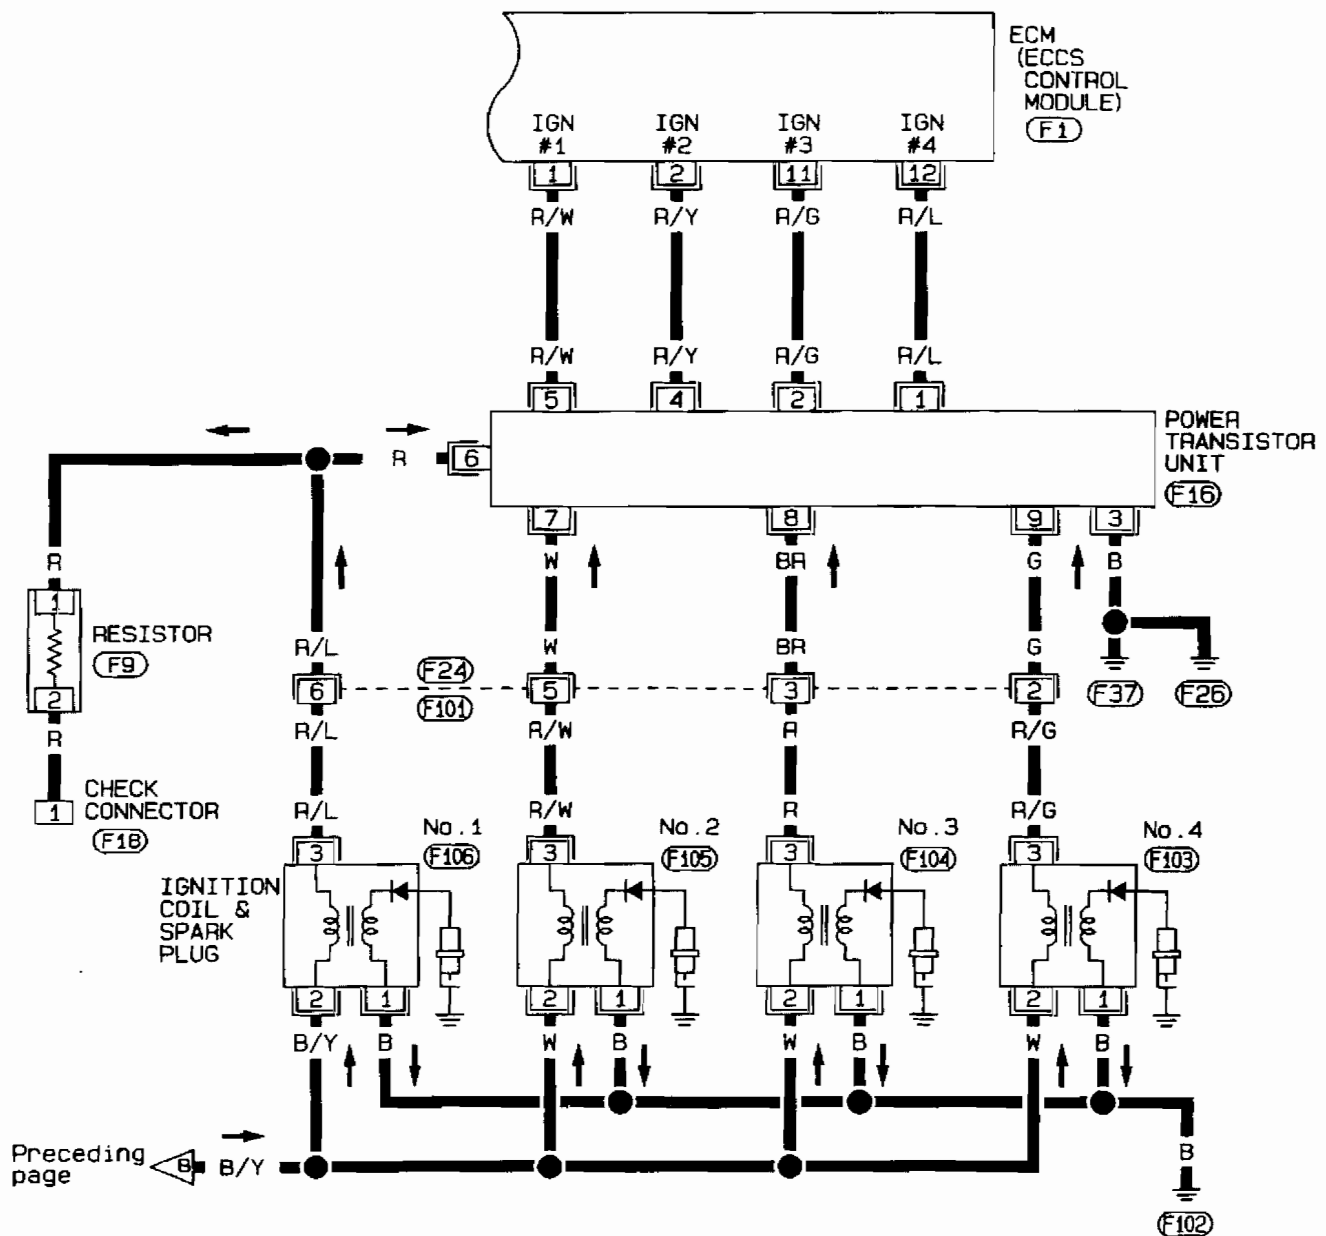 ECM
(ECCS
CONTROL
MODULE)
F1
IGN #1
IGN #2
IGN #3
IGN #4
1 2 11 12
R/W R/Y R/G R/L
R/W R/Y R/G R/L
5 4 2 1
POWER
TRANSISTOR
UNIT
F16
R 6
7 8 9 3
R W BR G B
1
RESISTOR
F9
2
R
R/L W BR G
F24
6 5 3 2
F101
F37 F26
R/L R/W R R/G
CHECK
CONNECTOR
1
F18
R/L R/W R R/G
No.1
F106
No.2
F105
No.3
F104
No.4
F103
3 3 3 3
IGNITION
COIL &
SPARK
PLUG
2 1 2 1 2 1 2 1
B/Y B W B W B W B
Preceding
page
B B/Y
B
F102